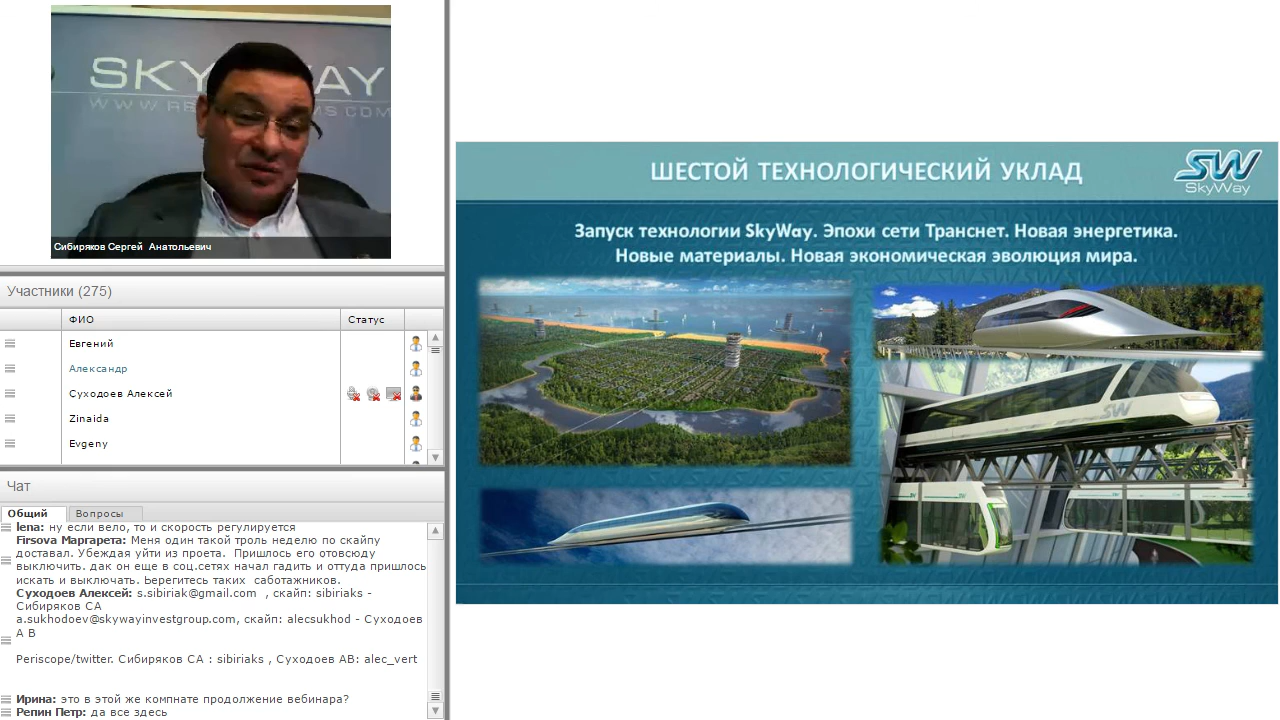 SKYWAY
Сибиряков Сергей Анатольевич
Участники (275)
ФИО
Статус
Евгений
Александр
Суходоев Алексей
Zinaida
Evgeny
Чат
Общий
Вопросы
lena: ну если вело, то и скорость регулируется
Firsova Маргарета: Меня один такой троль неделю по скайпу
доставал. Убеждая уйти из проета. Пришлось его отовсюду
выключить. дак он еще в соц.сетях начал гадить и оттуда пришлось
искать и выключать. Ьерегитесь таких саботажников.
Суходоев Алексей: s.sibiriak@gmail.com , скайп: sibiriaks -
Сибиряков СА
a.sukhodoev@skywayinvestgroup.com, скайп: alecsukhod - Суходоев
А В
Periscope/twitter. Сибиряков СА : sibiriaks , Суходоев АВ: alec_vert
Ирина: это в этой же компнате продолжение вебинара?
Репин Петр: да все здесь
ШЕСТОЙ ТЕХНОЛОГИЧЕСКИЙ УКЛАД
SW
SkyWay
Запуск технологии SkyWay. Эпохи сети Транснет. Новая энергетика.
Новые материалы. Новая экономическая эволюция мира.
SW